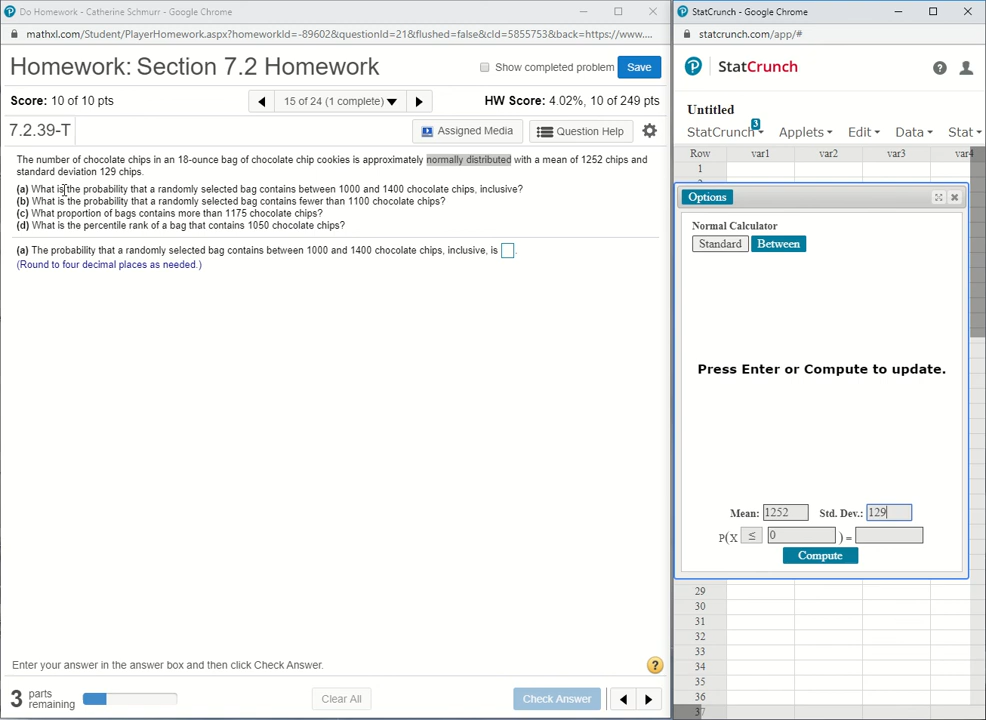 Do Homework - Catherine Schmurr - Google Chrome
mathxl.com/Student/PlayerHomework.aspx?homeworkId=-89602&questionId=21&flushed=false&cId=5855753&back=https://www....
Homework: Section 7.2 Homework
Show completed problem
Save
Score: 10 of 10 pts
15 of 24 (1 complete)
HW Score: 4.02%, 10 of 249 pts
7.2.39-T
Assigned Media
Question Help
The number of chocolate chips in an 18-ounce bag of chocolate chip cookies is approximately normally distributed with a mean of 1252 chips and
standard deviation 129 chips.
(a) What is the probability that a randomly selected bag contains between 1000 and 1400 chocolate chips, inclusive?
(b) What is the probability that a randomly selected bag contains fewer than 1100 chocolate chips?
(c) What proportion of bags contains more than 1175 chocolate chips?
(d) What is the percentile rank of a bag that contains 1050 chocolate chips?
(a) The probability that a randomly selected bag contains between 1000 and 1400 chocolate chips, inclusive, is .
(Round to four decimal places as needed.)
Enter your answer in the answer box and then click Check Answer.
?
3 parts
remaining
Clear All
Check Answer
StatCrunch - Google Chrome
statcrunch.com/app/#
P
StatCrunch
?
Untitled
3
StatCrunch Applets Edit Data Stat
Row var1 var2 var3 var4
1
Options
Normal Calculator
Standard Between
Press Enter or Compute to update.
Mean: 1252 Std. Dev.: 129
P(X ≤ 0 ) =
Compute
29
30
31
32
33
34
35
36
37